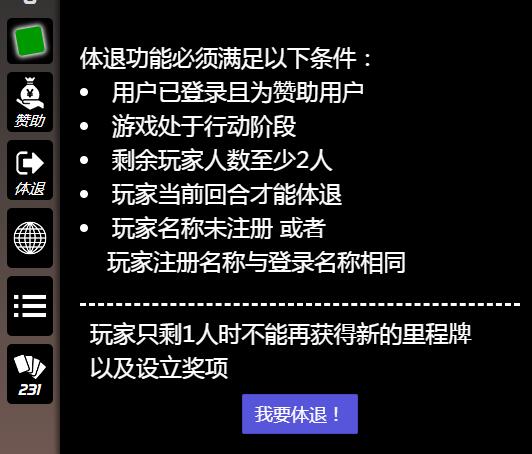 体退功能必须满足以下条件：
• 用户已登录且为赞助用户
• 游戏处于行动阶段
• 剩余玩家人数至少2人
• 玩家当前回合才能体退
• 玩家名称未注册 或者
玩家注册名称与登录名称相同
玩家只剩1人时不能再获得新的里程牌
以及设立奖项
我要体退！
赞助
体退
231